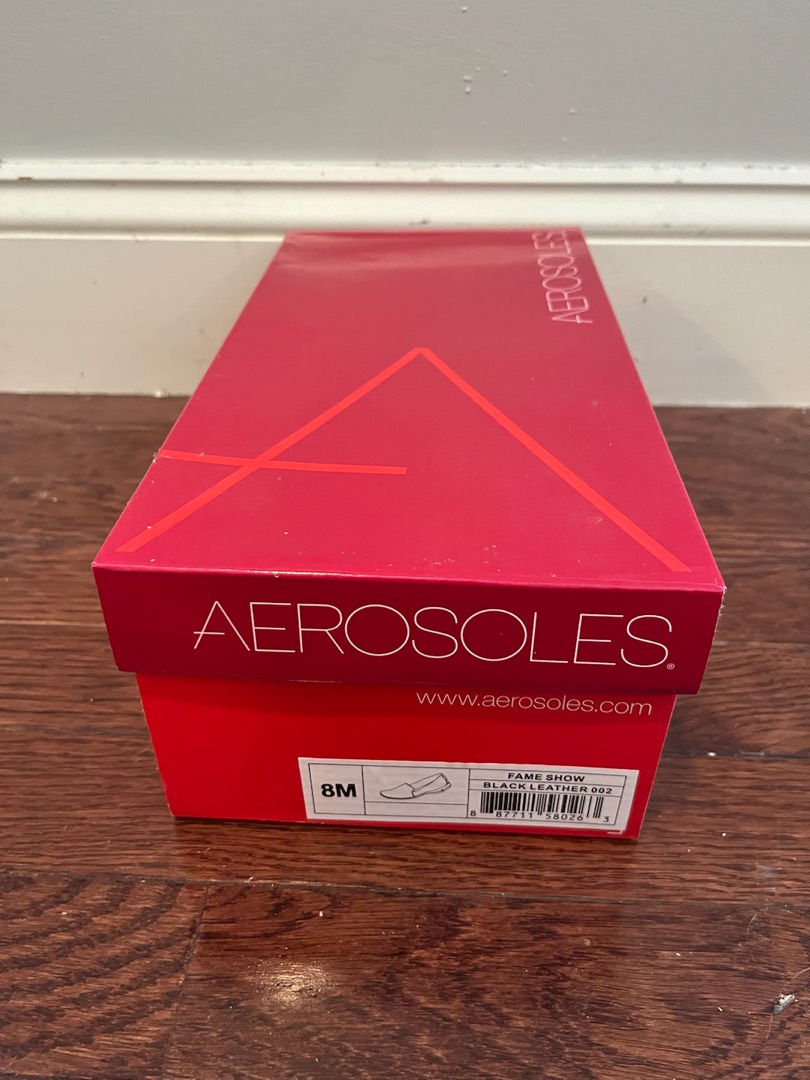 AEROSOLES
AEROSOLES®
www.aerosoles.com
8M
FAME SHOW
BLACK LEATHER 002
8 87711 58026 3